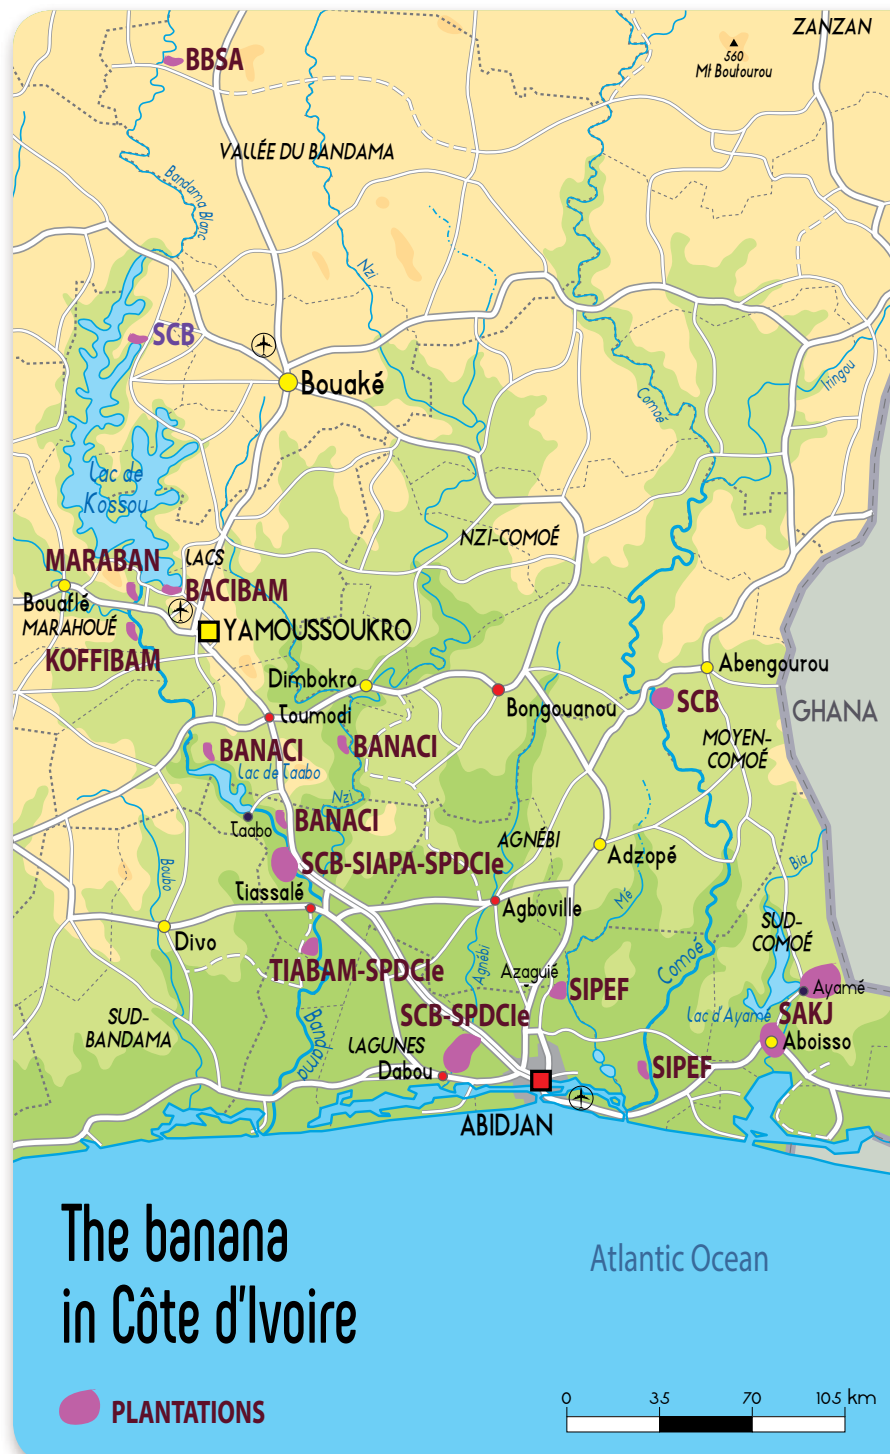 ZANZAN
BBSA
560
Mt Boutourou
VALLÉE DU BANDAMA
Bandama Blanc
Nzi
SCB
Bouaké
Comoé
Iringou
Lac de
Kossou
NZI-COMOÉ
MARABAN
LACS
BACIBAM
Bouaflé
MARAHOUÉ
YAMOUSSOUKRO
KOFFIBAM
Dimbokro
Abengourou
Toumodi
Bongouanou
SCB
GHANA
BANACI
BANACI
MOYEN-
COMOÉ
Lac de Taabo
Nzi
Taabo
BANACI
AGNÉBI
Adzopé
Boubo
SCB-SIAPA-SPDCIe
Bia
Tiassalé
Mé
Agboville
SUD-
COMOÉ
Divo
Agnébi
Comoé
TIABAM-SPDCIe
Azaguié
SIPEF
Ayamé
SCB-SPDCIe
Lac d'Ayamé
SAKJ
SUD-
BANDAMA
Bandama
LAGUNES
Aboisso
Dabou
SIPEF
ABIDJAN
The banana
in Côte d'Ivoire
Atlantic Ocean
PLANTATIONS
0 35 70 105 km